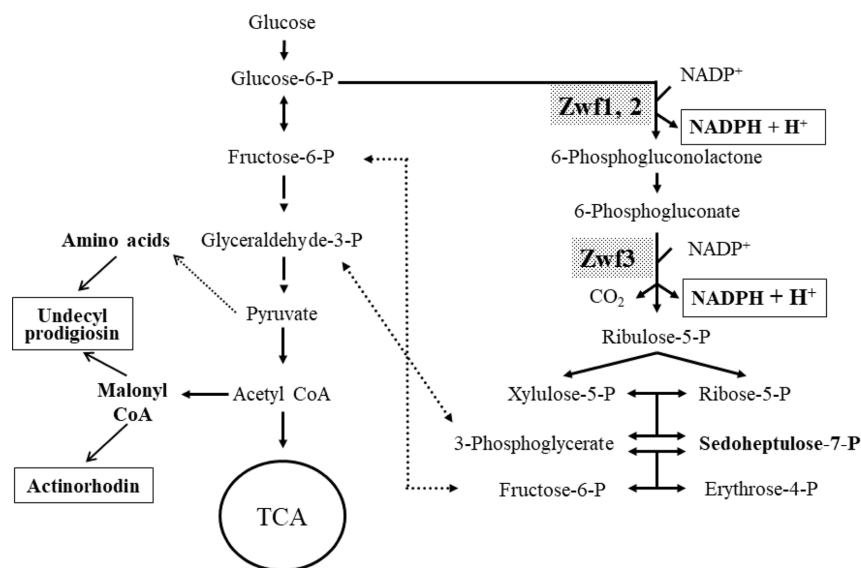 Glucose
Glucose-6-P
NADP⁺
Zwf1, 2
NADPH + H⁺
Fructose-6-P
6-Phosphogluconolactone
6-Phosphogluconate
Amino acids
Glyceraldehyde-3-P
Zwf3
NADP⁺
CO₂
NADPH + H⁺
Undecyl
prodigiosin
Pyruvate
Ribulose-5-P
Malonyl
CoA
Acetyl CoA
Xylulose-5-P
Ribose-5-P
3-Phosphoglycerate
Sedoheptulose-7-P
Actinorhodin
Fructose-6-P
Erythrose-4-P
TCA